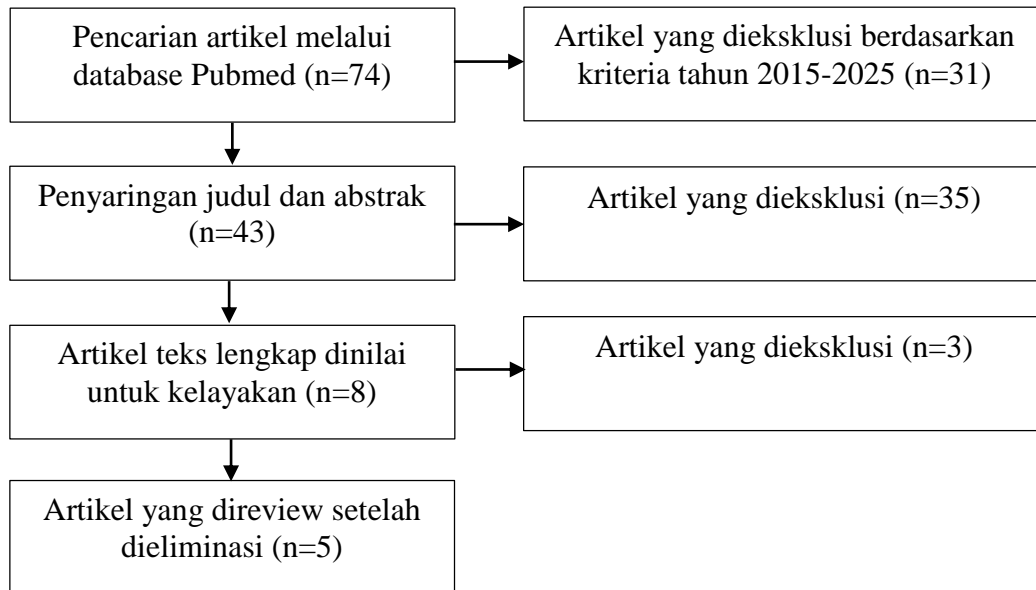 Pencarian artikel melalui
database Pubmed (n=74)
Artikel yang dieksklusi berdasarkan
kriteria tahun 2015-2025 (n=31)
Penyaringan judul dan abstrak
(n=43)
Artikel yang dieksklusi (n=35)
Artikel teks lengkap dinilai
untuk kelayakan (n=8)
Artikel yang dieksklusi (n=3)
Artikel yang direview setelah
dieliminasi (n=5)